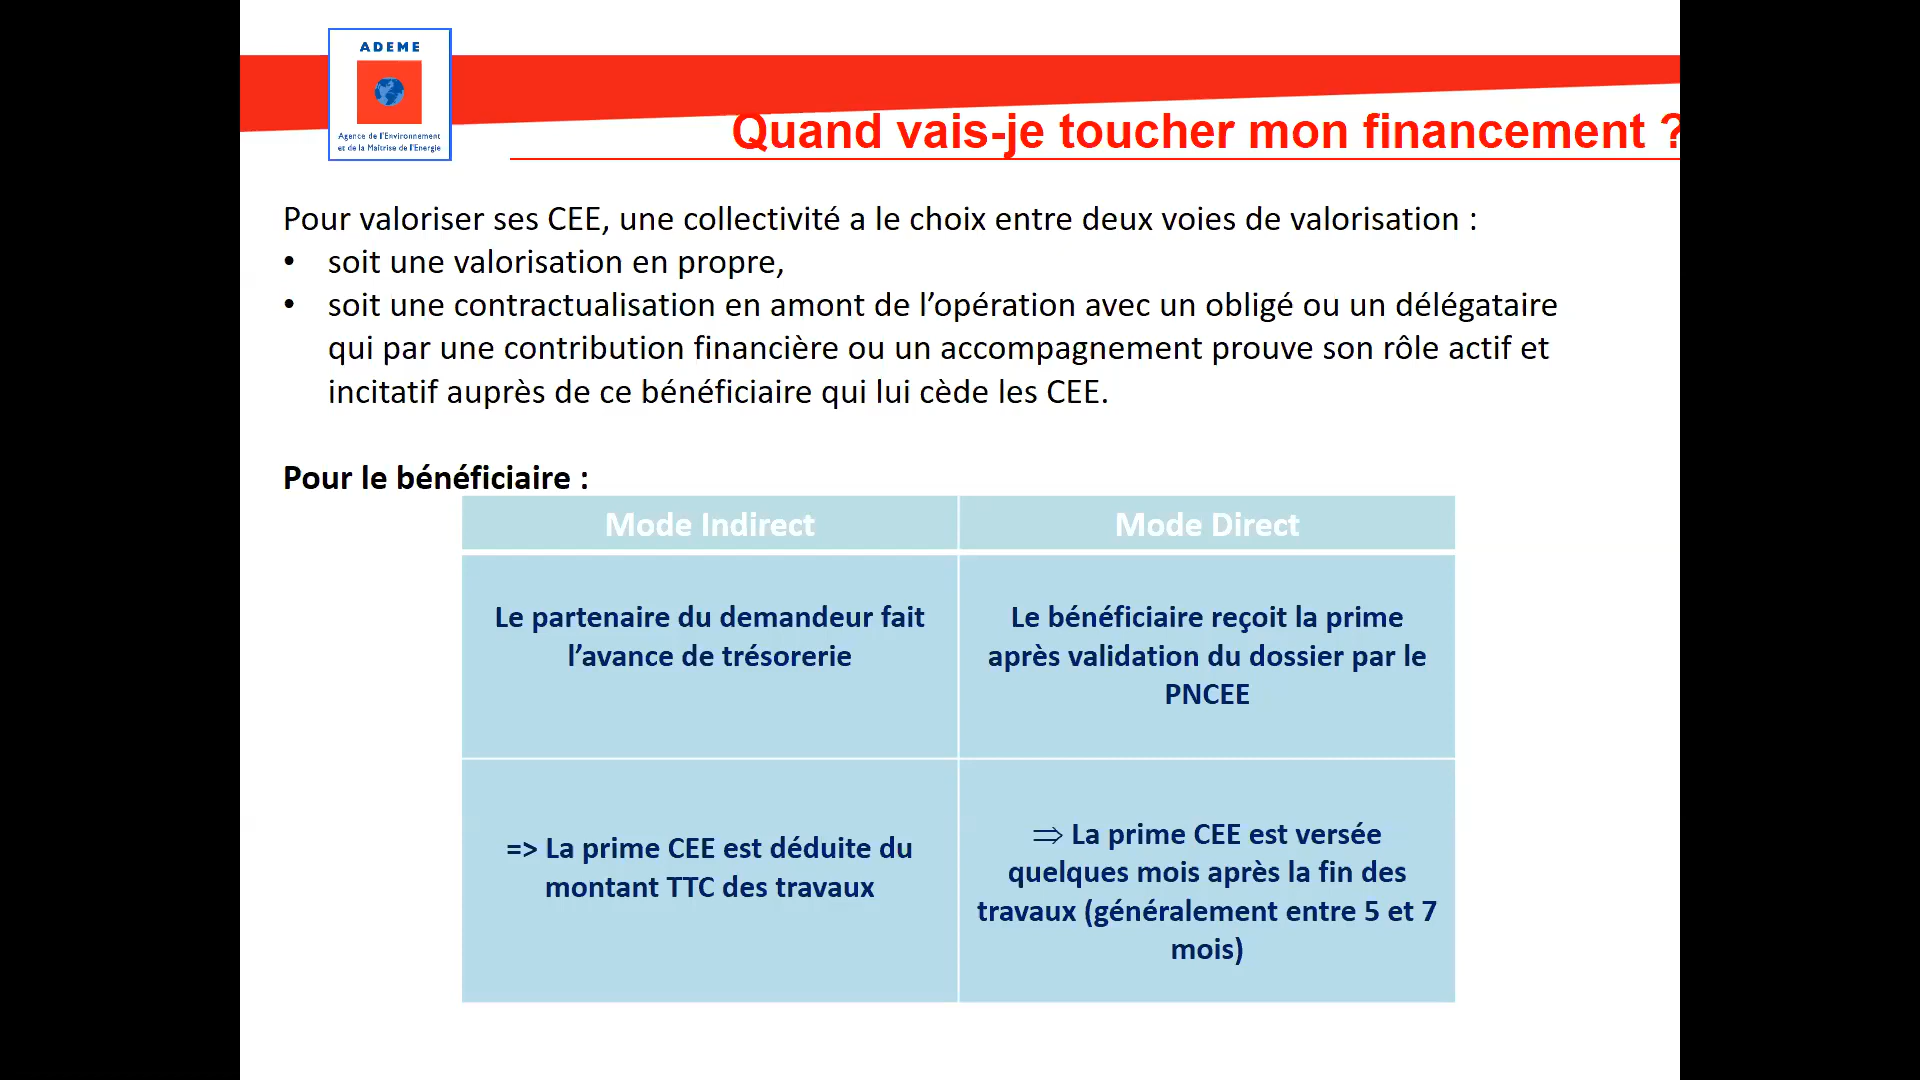 ADEME
Agence de l'Environnement
et de la Maîtrise de l'Energie
Quand vais-je toucher mon financement ?
Pour valoriser ses CEE, une collectivité a le choix entre deux voies de valorisation :
• soit une valorisation en propre,
• soit une contractualisation en amont de l’opération avec un obligé ou un délégataire
qui par une contribution financière ou un accompagnement prouve son rôle actif et
incitatif auprès de ce bénéficiaire qui lui cède les CEE.
Pour le bénéficiaire :
Mode Indirect
Mode Direct
Le partenaire du demandeur fait
l’avance de trésorerie
Le bénéficiaire reçoit la prime
après validation du dossier par le
PNCEE
=> La prime CEE est déduite du
montant TTC des travaux
⇒ La prime CEE est versée
quelques mois après la fin des
travaux (généralement entre 5 et 7
mois)